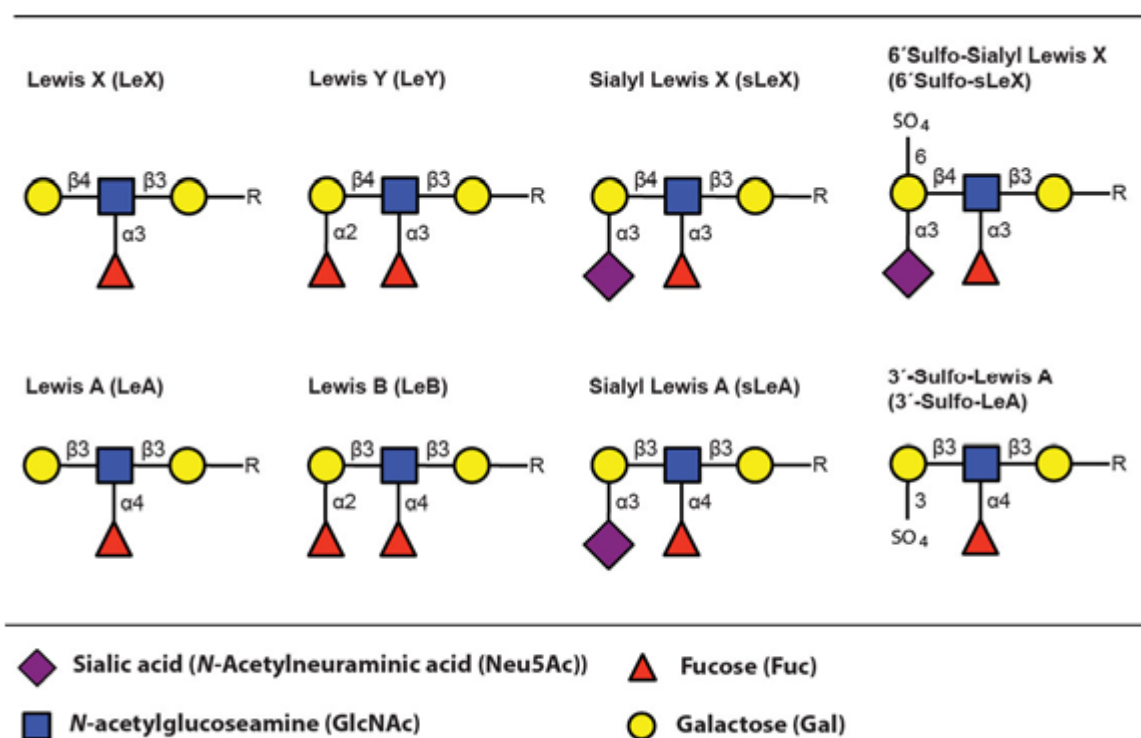 Lewis X (LeX)
Lewis Y (LeY)
Sialyl Lewis X (sLeX)
6´Sulfo-Sialyl Lewis X
(6´Sulfo-sLeX)
SO4
6
β4 β3 R
α3
β4 β3 R
α2 α3
β4 β3 R
α3 α3
β4 β3 R
α3 α3
Lewis A (LeA)
Lewis B (LeB)
Sialyl Lewis A (sLeA)
3´-Sulfo-Lewis A
(3´-Sulfo-LeA)
β3 β3 R
α4
β3 β3 R
α2 α4
β3 β3 R
α3 α4
β3 β3 R
3 α4
SO4
Sialic acid (N-Acetylneuraminic acid (Neu5Ac))
Fucose (Fuc)
N-acetylglucoseamine (GlcNAc)
Galactose (Gal)